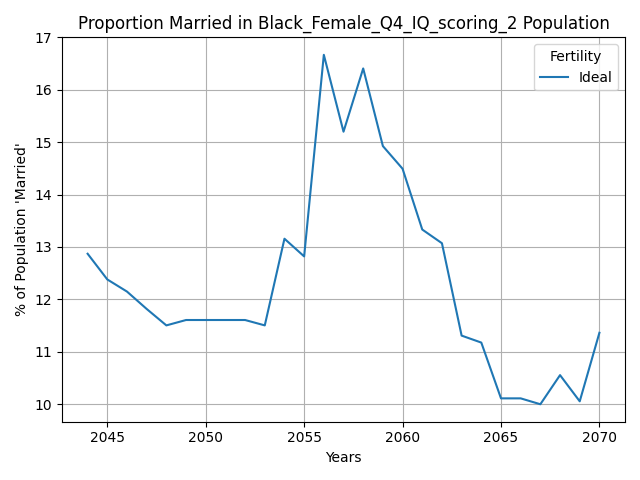 Proportion Married in Black_Female_Q4_IQ_scoring_2 Population
% of Population 'Married'
17
16
15
14
13
12
11
10
Fertility
Ideal
2045 2050 2055 2060 2065 2070
Years